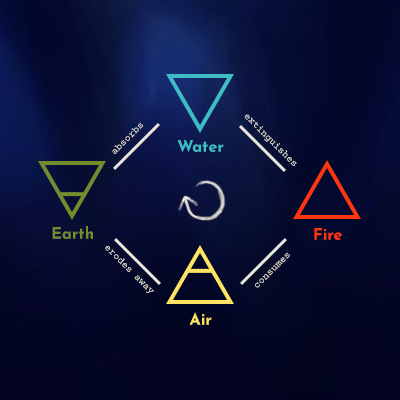 absorbs
Water
extinguishes
Earth
Fire
erodes away
consumes
Air